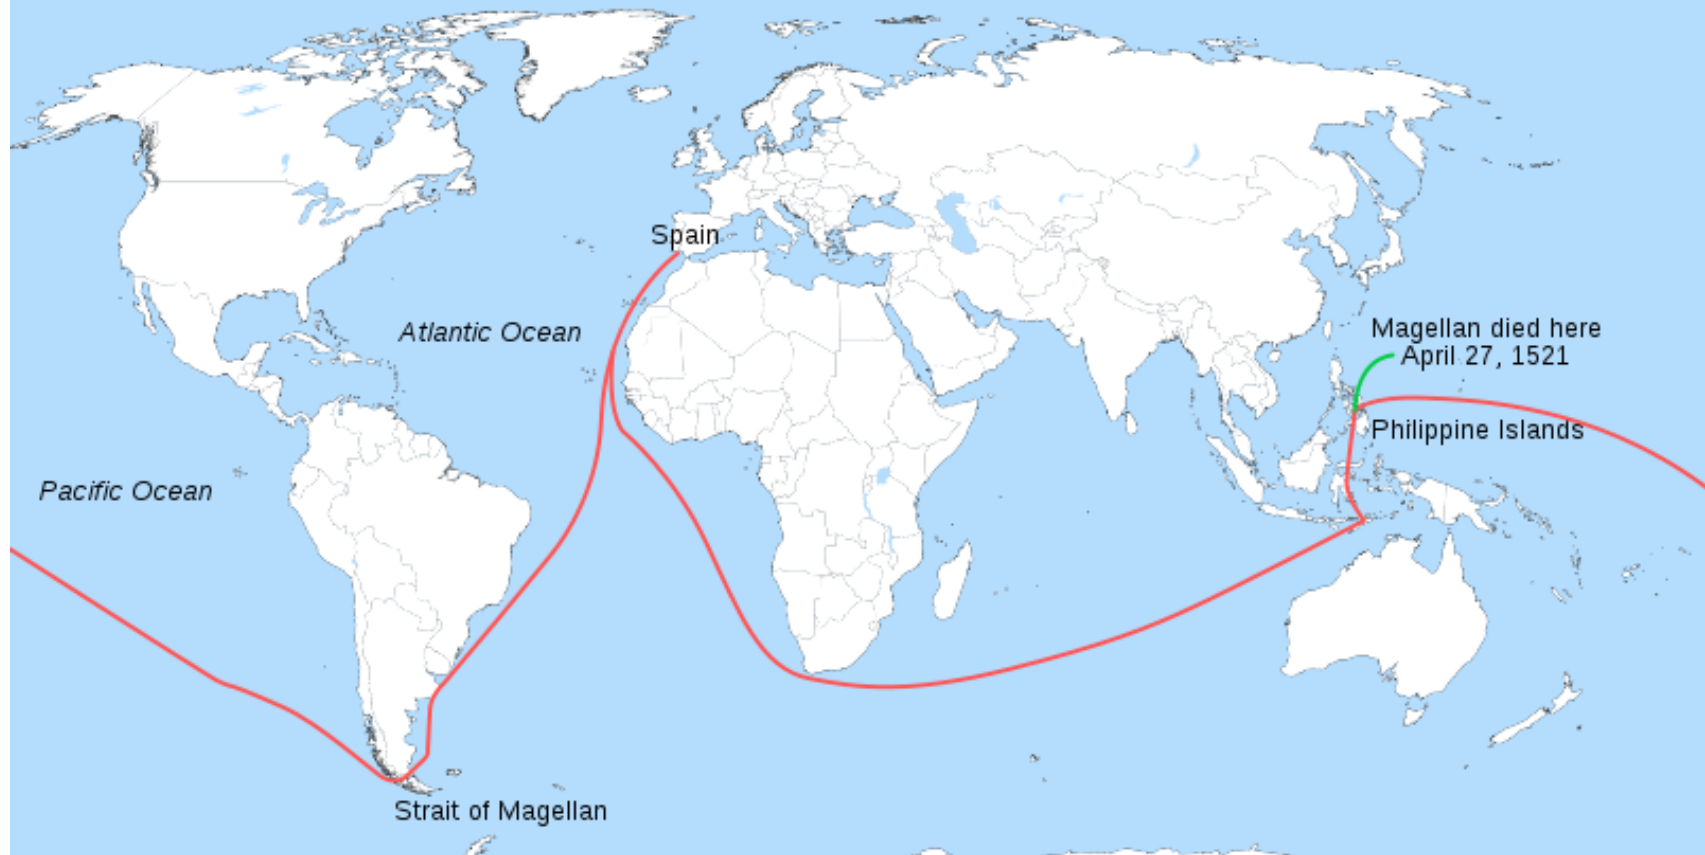 Spain
Atlantic Ocean
Magellan died here
April 27, 1521
Philippine Islands
Pacific Ocean
Strait of Magellan